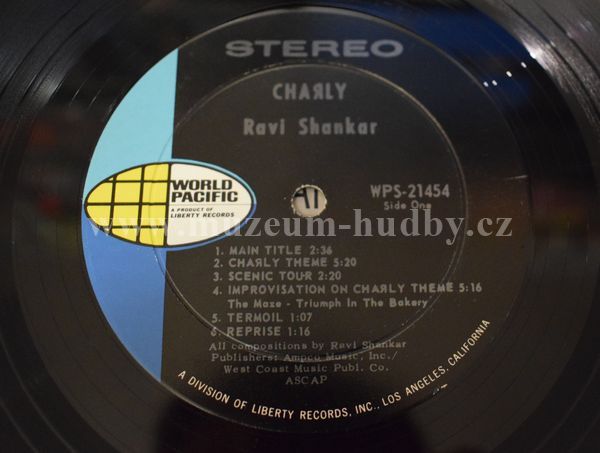 STEREO
CHAЯLY
Ravi Shankar
WORLD PACIFIC
A PRODUCT OF
LIBERTY RECORDS
WPS-21454
Side One
www.muzeum-hudby.cz
1. MAIN TITLE 2:36
2. CHAЯLY THEME 5:20
3. SCENIC TOUR 2:20
4. IMPROVISATION ON CHAЯLY THEME 5:16
The Maze - Triumph In The Bakery
5. TERMOIL 1:07
6. REPRISE 1:16
All compositions by Ravi Shankar
Publishers: Ampco Music, Inc./
West Coast Music Publ. Co.
ASCAP
A DIVISION OF LIBERTY RECORDS, INC., LOS ANGELES, CALIFORNIA